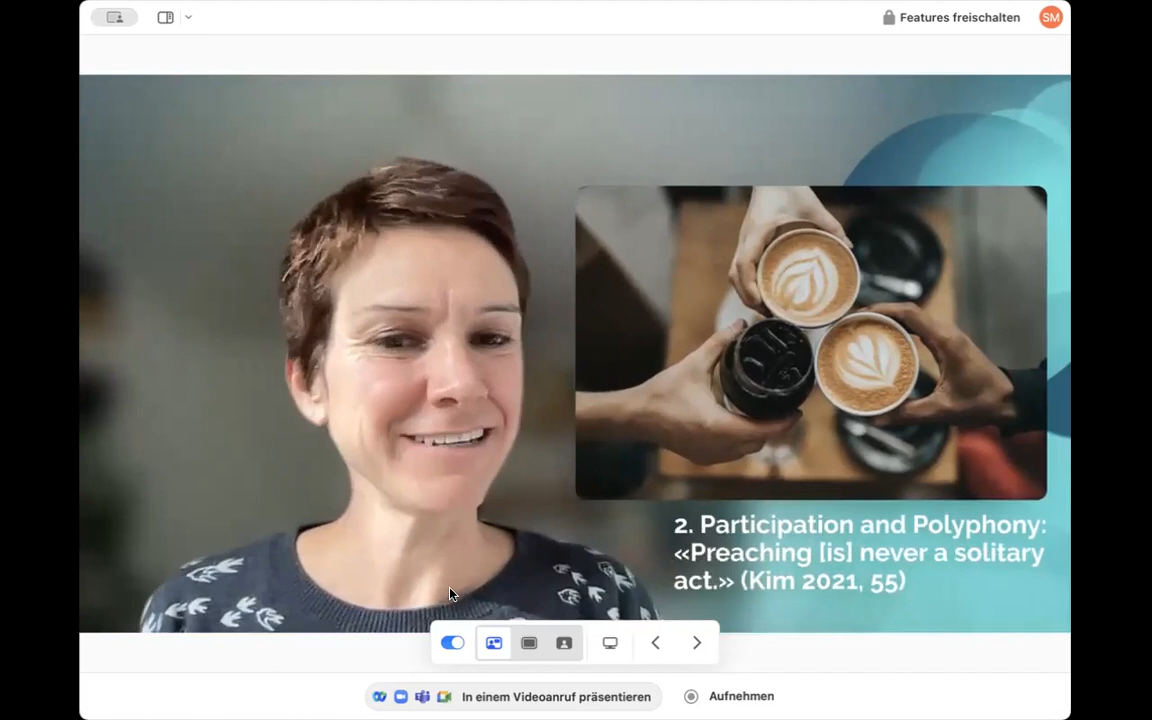 Features freischalten
SM
2. Participation and Polyphony:
«Preaching [is] never a solitary
act.» (Kim 2021, 55)
In einem Videoanruf präsentieren
Aufnehmen